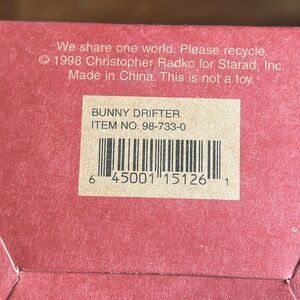 We share one world. Please recycle.
© 1998 Christopher Radko for Starad, Inc.
Made in China. This is not a toy.
BUNNY DRIFTER
ITEM NO. 98-733-0
6 45001 15126 1